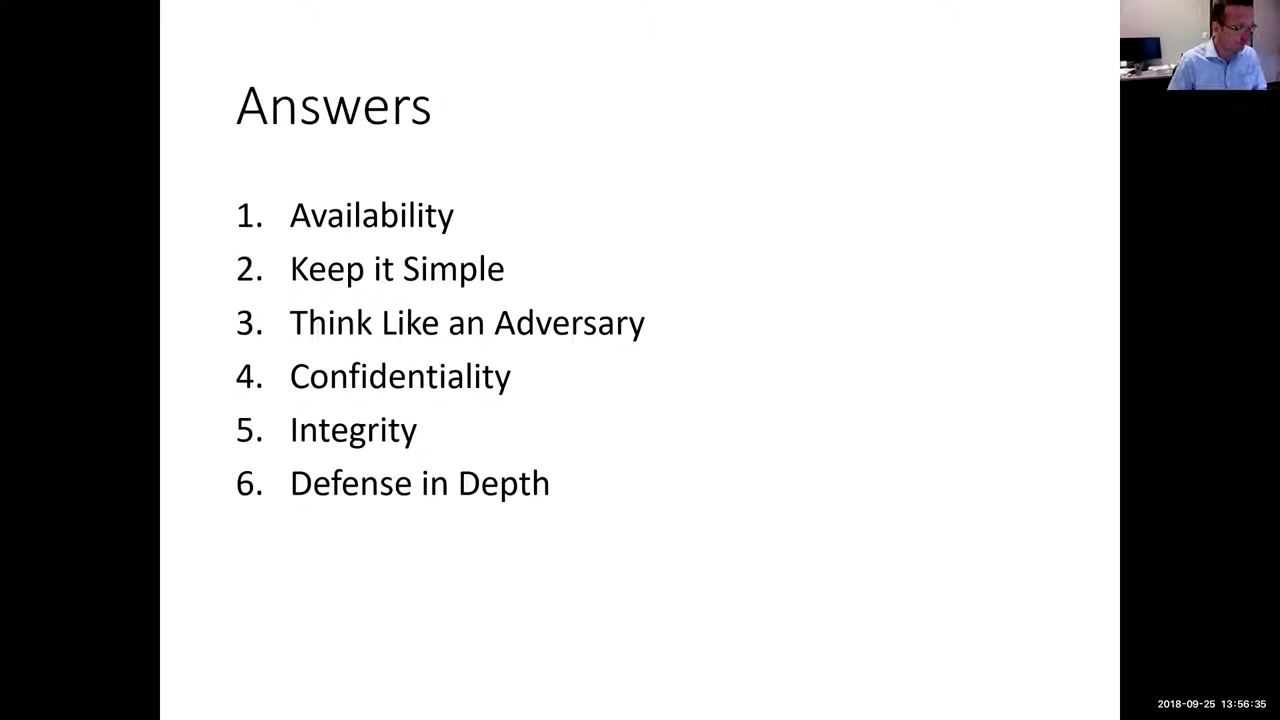 Answers
1. Availability
2. Keep it Simple
3. Think Like an Adversary
4. Confidentiality
5. Integrity
6. Defense in Depth
2018-09-25 13:56:35